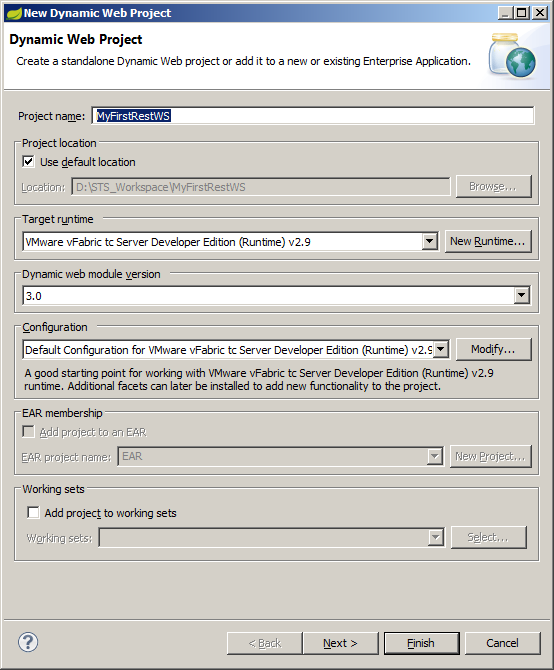 New Dynamic Web Project
Dynamic Web Project
Create a standalone Dynamic Web project or add it to a new or existing Enterprise Application.
Project name: MyFirstRestWS
Project location
Use default location
Location: D:\STS_Workspace\MyFirstRestWS Browse...
Target runtime
VMware vFabric tc Server Developer Edition (Runtime) v2.9 New Runtime...
Dynamic web module version
3.0
Configuration
Default Configuration for VMware vFabric tc Server Developer Edition (Runtime) v2.9 Modify...
A good starting point for working with VMware vFabric tc Server Developer Edition (Runtime) v2.9
runtime. Additional facets can later be installed to add new functionality to the project.
EAR membership
Add project to an EAR
EAR project name: EAR New Project...
Working sets
Add project to working sets
Working sets: Select...
? < Back Next > Finish Cancel